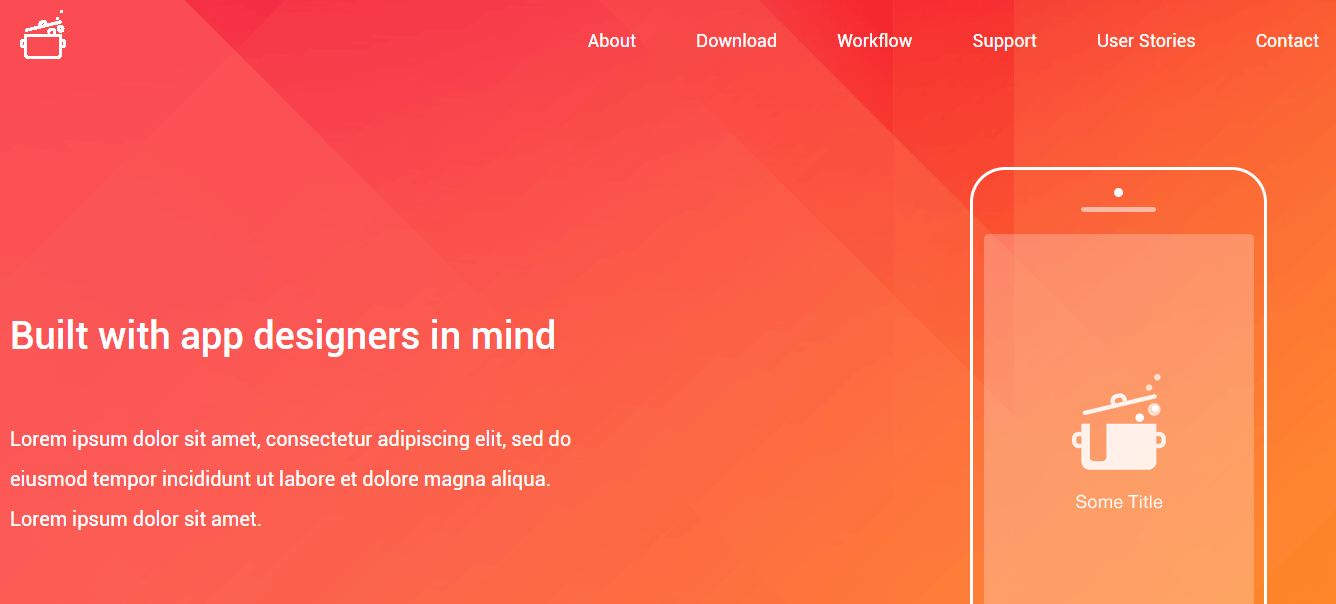 About Download Workflow Support User Stories Contact
Built with app designers in mind
Lorem ipsum dolor sit amet, consectetur adipiscing elit, sed do
eiusmod tempor incididunt ut labore et dolore magna aliqua.
Lorem ipsum dolor sit amet.
Some Title